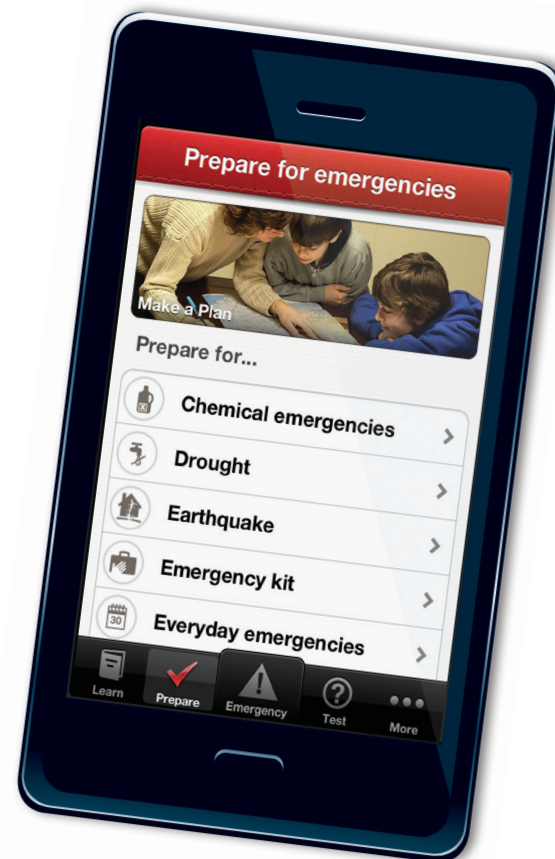 Prepare for emergencies
Make a Plan
Prepare for...
Chemical emergencies
Drought
Earthquake
Emergency kit
30
Everyday emergencies
Learn
Prepare
Emergency
Test
More